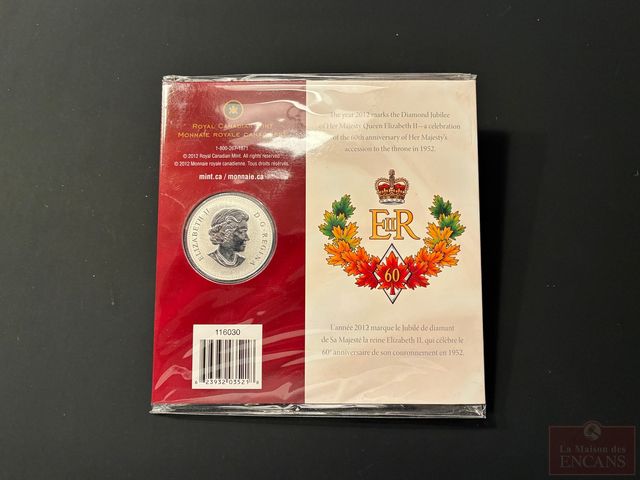 ROYAL CANADIAN MINT
MONNAIE ROYALE CANADIENNE
1-800-267-1871
© 2012 Royal Canadian Mint. All rights reserved.
© 2012 Monnaie royale canadienne. Tous droits réservés.
mint.ca / monnaie.ca
ELIZABETH II D·G·REGINA
116030
6 23932 03521 9
The year 2012 marks the Diamond Jubilee
of Her Majesty Queen Elizabeth II—a celebration
of the 60th anniversary of Her Majesty's
accession to the throne in 1952.
EIIR
60
L'année 2012 marque le Jubilé de diamant
de Sa Majesté la reine Elizabeth II, qui célèbre le
60e anniversaire de son couronnement en 1952.
La Maison des
ENCANS